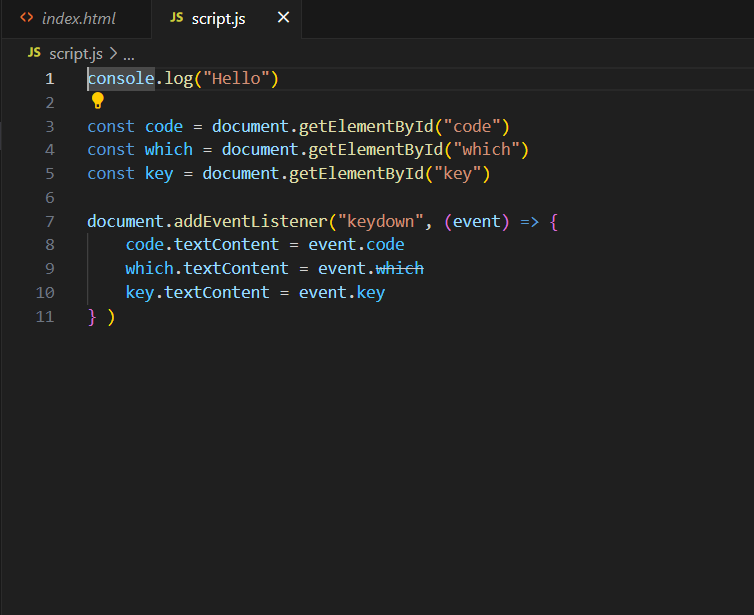 <> index.html JS script.js ×
JS script.js > ...
1 console.log("Hello")
2
3 const code = document.getElementById("code")
4 const which = document.getElementById("which")
5 const key = document.getElementById("key")
6
7 document.addEventListener("keydown", (event) => {
8     code.textContent = event.code
9     which.textContent = event.which
10     key.textContent = event.key
11 } )